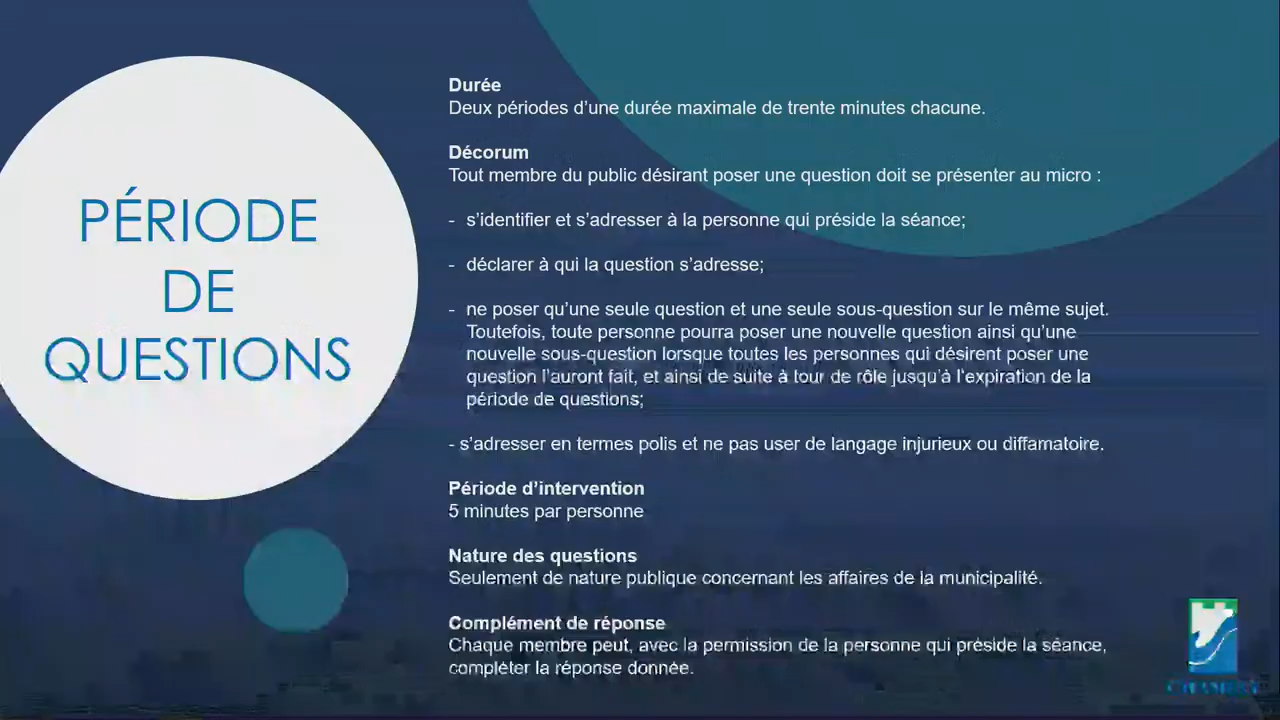 PÉRIODE
DE
QUESTIONS
Durée
Deux périodes d’une durée maximale de trente minutes chacune.
Décorum
Tout membre du public désirant poser une question doit se présenter au micro :
- s’identifier et s’adresser à la personne qui préside la séance;
- déclarer à qui la question s’adresse;
- ne poser qu’une seule question et une seule sous-question sur le même sujet.
Toutefois, toute personne pourra poser une nouvelle question ainsi qu’une
nouvelle sous-question lorsque toutes les personnes qui désirent poser une
question l’auront fait, et ainsi de suite à tour de rôle jusqu’à l’expiration de la
période de questions;
- s’adresser en termes polis et ne pas user de langage injurieux ou diffamatoire.
Période d’intervention
5 minutes par personne
Nature des questions
Seulement de nature publique concernant les affaires de la municipalité.
Complément de réponse
Chaque membre peut, avec la permission de la personne qui préside la séance,
compléter la réponse donnée.